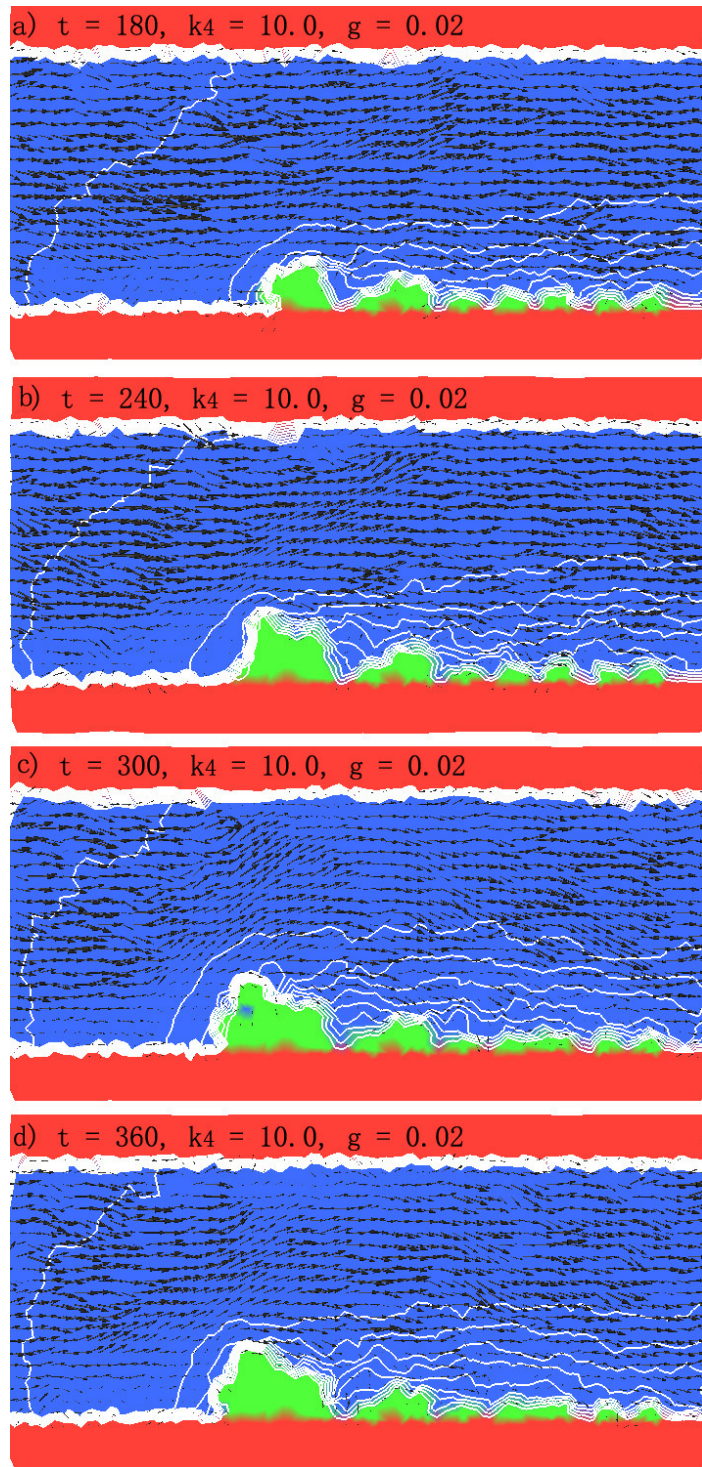 a) t = 180, k4 = 10.0, g = 0.02
b) t = 240, k4 = 10.0, g = 0.02
c) t = 300, k4 = 10.0, g = 0.02
d) t = 360, k4 = 10.0, g = 0.02